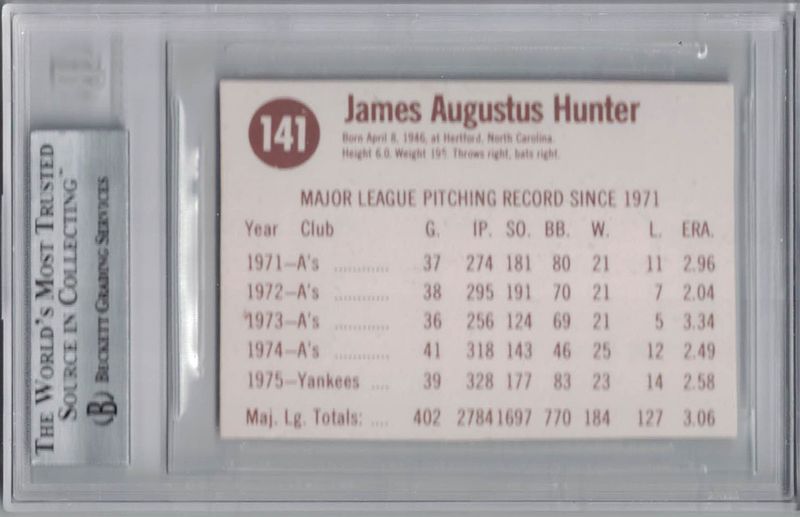 THE WORLD'S MOST TRUSTED
SOURCE IN COLLECTING™
BECKETT GRADING SERVICES
141
James Augustus Hunter
Born April 8, 1946, at Hertford, North Carolina.
Height 6.0. Weight 195. Throws right, bats right.
MAJOR LEAGUE PITCHING RECORD SINCE 1971
Year Club G. IP. SO. BB. W. L. ERA.
1971—A's ............ 37 274 181 80 21 11 2.96
1972—A's ............ 38 295 191 70 21 7 2.04
1973—A's ............ 36 256 124 69 21 5 3.34
1974—A's ............ 41 318 143 46 25 12 2.49
1975—Yankees .... 39 328 177 83 23 14 2.58
Maj. Lg. Totals: .... 402 2784 1697 770 184 127 3.06